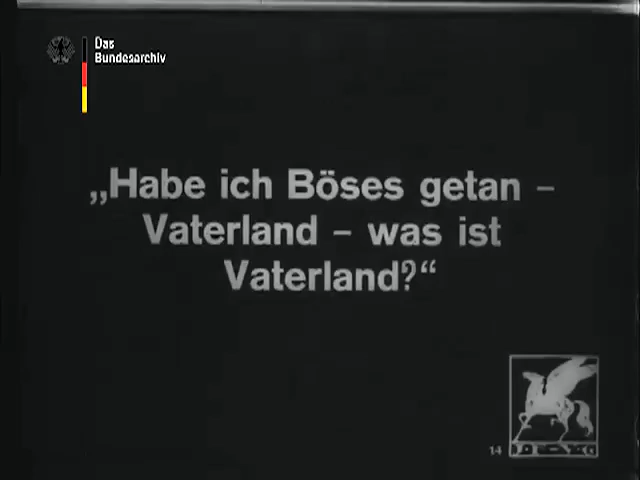 Das
Bundesarchiv
„Habe ich Böses getan –
Vaterland – was ist
Vaterland?“
14